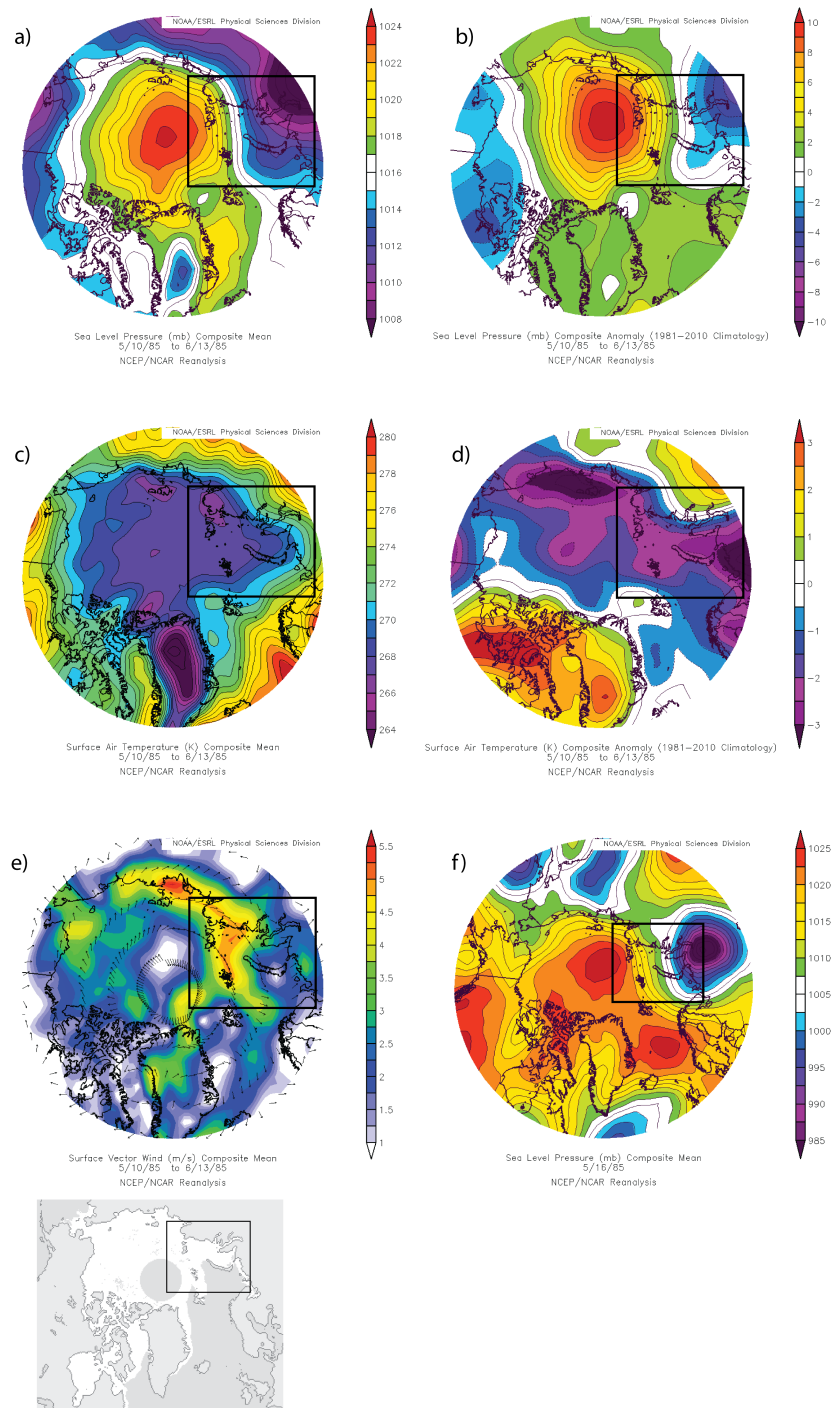 a)
NOAA/ESRL Physical Sciences Division
1024
1022
1020
1018
1016
1014
1012
1010
1008
Sea Level Pressure (mb) Composite Mean
5/10/85 to 6/13/85
NCEP/NCAR Reanalysis
b)
NOAA/ESRL Physical Sciences Division
10
8
6
4
2
0
−2
−4
−6
−8
−10
Sea Level Pressure (mb) Composite Anomaly (1981−2010 Climatology)
5/10/85 to 6/13/85
NCEP/NCAR Reanalysis
c)
NOAA/ESRL Physical Sciences Division
280
278
276
274
272
270
268
266
264
Surface Air Temperature (K) Composite Mean
5/10/85 to 6/13/85
NCEP/NCAR Reanalysis
d)
NOAA/ESRL Physical Sciences Division
3
2
1
0
−1
−2
−3
Surface Air Temperature (K) Composite Anomaly (1981−2010 Climatology)
5/10/85 to 6/13/85
NCEP/NCAR Reanalysis
e)
NOAA/ESRL Physical Sciences Division
5.5
5
4.5
4
3.5
3
2.5
2
1.5
1
Surface Vector Wind (m/s) Composite Mean
5/10/85 to 6/13/85
NCEP/NCAR Reanalysis
f)
NOAA/ESRL Physical Sciences Division
1025
1020
1015
1010
1005
1000
995
990
985
Sea Level Pressure (mb) Composite Mean
5/16/85
NCEP/NCAR Reanalysis